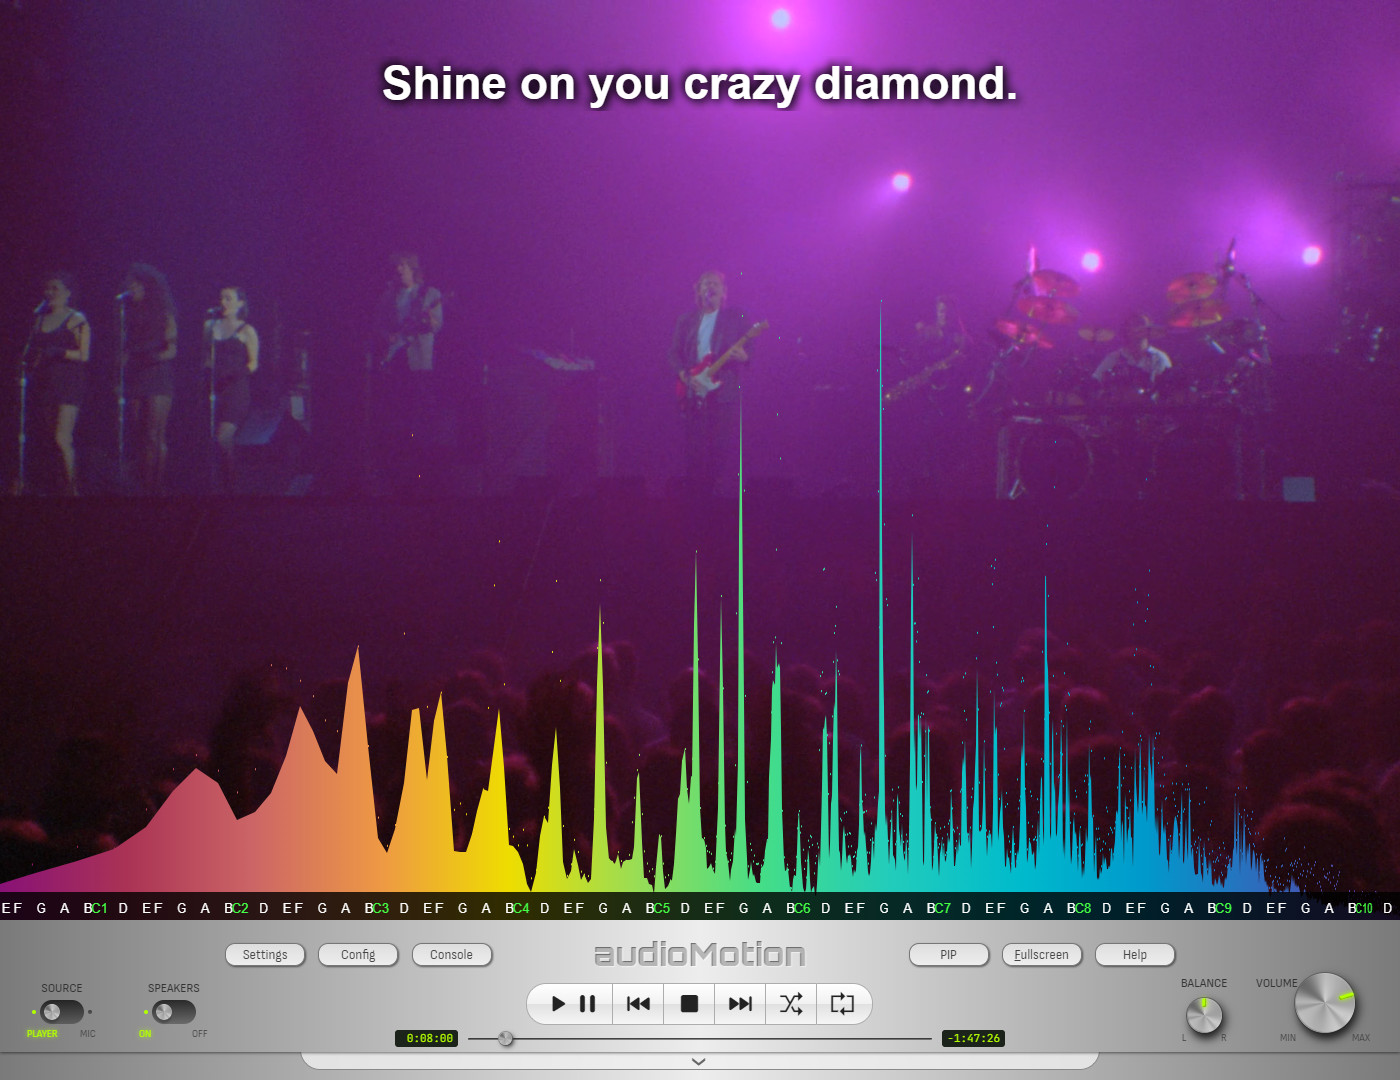 Shine on you crazy diamond.
EF G A BC1 D EF G A BC2 D EF G A BC3 D EF G A BC4 D EF G A BC5 D EF G A BC6 D EF G A BC7 D EF G A BC8 D EF G A BC9 D EF G A BC10 D
Settings Config Console audioMotion PIP Fullscreen Help
SOURCE SPEAKERS BALANCE VOLUME
PLAYER MIC ON OFF L R MIN MAX
0:08:00 -1:47:26